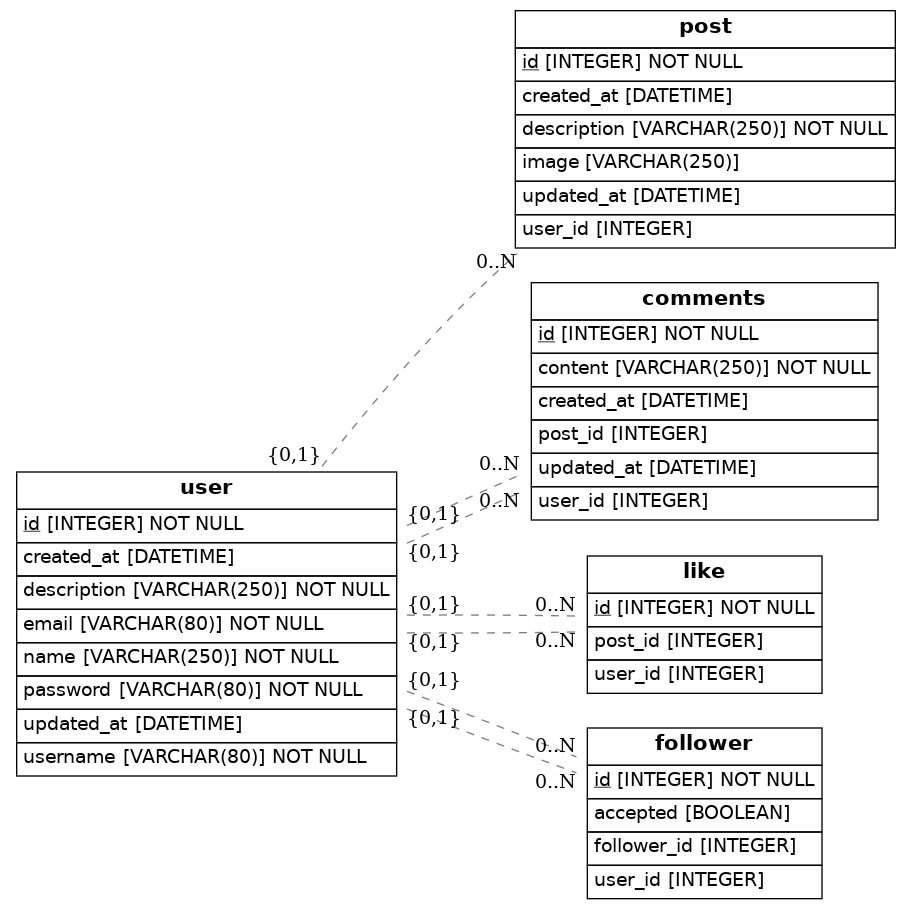 post
id [INTEGER] NOT NULL
created_at [DATETIME]
description [VARCHAR(250)] NOT NULL
image [VARCHAR(250)]
updated_at [DATETIME]
user_id [INTEGER]
0..N
{0,1}
comments
id [INTEGER] NOT NULL
content [VARCHAR(250)] NOT NULL
created_at [DATETIME]
post_id [INTEGER]
updated_at [DATETIME]
user_id [INTEGER]
0..N
0..N
{0,1}
{0,1}
user
id [INTEGER] NOT NULL
created_at [DATETIME]
description [VARCHAR(250)] NOT NULL
email [VARCHAR(80)] NOT NULL
name [VARCHAR(250)] NOT NULL
password [VARCHAR(80)] NOT NULL
updated_at [DATETIME]
username [VARCHAR(80)] NOT NULL
{0,1}
0..N
{0,1}
0..N
like
id [INTEGER] NOT NULL
post_id [INTEGER]
user_id [INTEGER]
{0,1}
{0,1}
0..N
0..N
follower
id [INTEGER] NOT NULL
accepted [BOOLEAN]
follower_id [INTEGER]
user_id [INTEGER]